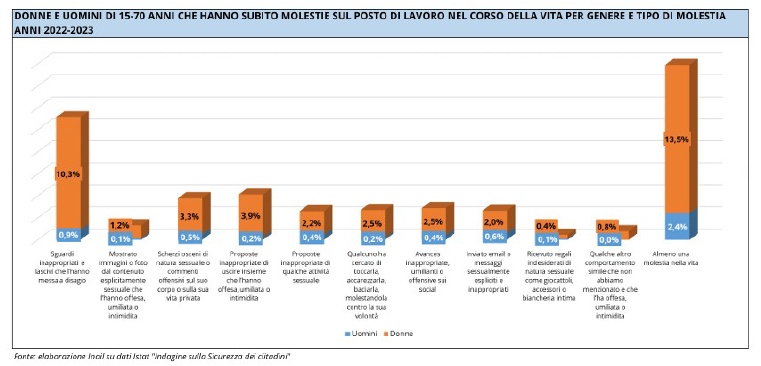 DONNE E UOMINI DI 15-70 ANNI CHE HANNO SUBITO MOLESTIE SUL POSTO DI LAVORO NEL CORSO DELLA VITA PER GENERE E TIPO DI MOLESTIA
ANNI 2022-2023
10,3%
0,9%
1,2%
0,1%
3,3%
0,5%
3,9%
0,2%
2,2%
0,4%
2,5%
0,2%
2,5%
0,4%
2,0%
0,6%
0,4%
0,1%
0,8%
0,0%
13,5%
2,4%
Sguardi
inappropriati e
lascivi che l'hanno
messa a disagio
Mostrato
immagini o foto
dal contenuto
esplicitamente
sessuale che
l'hanno offesa,
umiliata o
intimidita
Scherzi osceni di
natura sessuale o
commenti
offensivi sul suo
corpo o sulla sua
vita privata
Proposte
inappropriate di
uscire insieme
che l'hanno
offesa, umiliata o
intimidita
Proposte
inappropriate di
qualche attività
sessuale
Qualcuno ha
cercato di
toccarla,
accarezzarla,
baciarla,
molestandola
contro la sua
volontà
Avances
inappropriate,
umilianti o
offensive sui
social
Inviato email o
messaggi
sessualmente
espliciti e
inappropriati
Ricevuto regali
indesiderati di
natura sessuale
come giocattoli,
accessori o
biancheria intima
Qualche altro
comportamento
simile che non
abbiamo
menzionato e che
l'ha offesa,
umiliata o
intimidita
Almeno una
molestia nella vita
Uomini Donne
Fonte: elaborazione Inail su dati Istat "Indagine sulla Sicurezza dei cittadini"